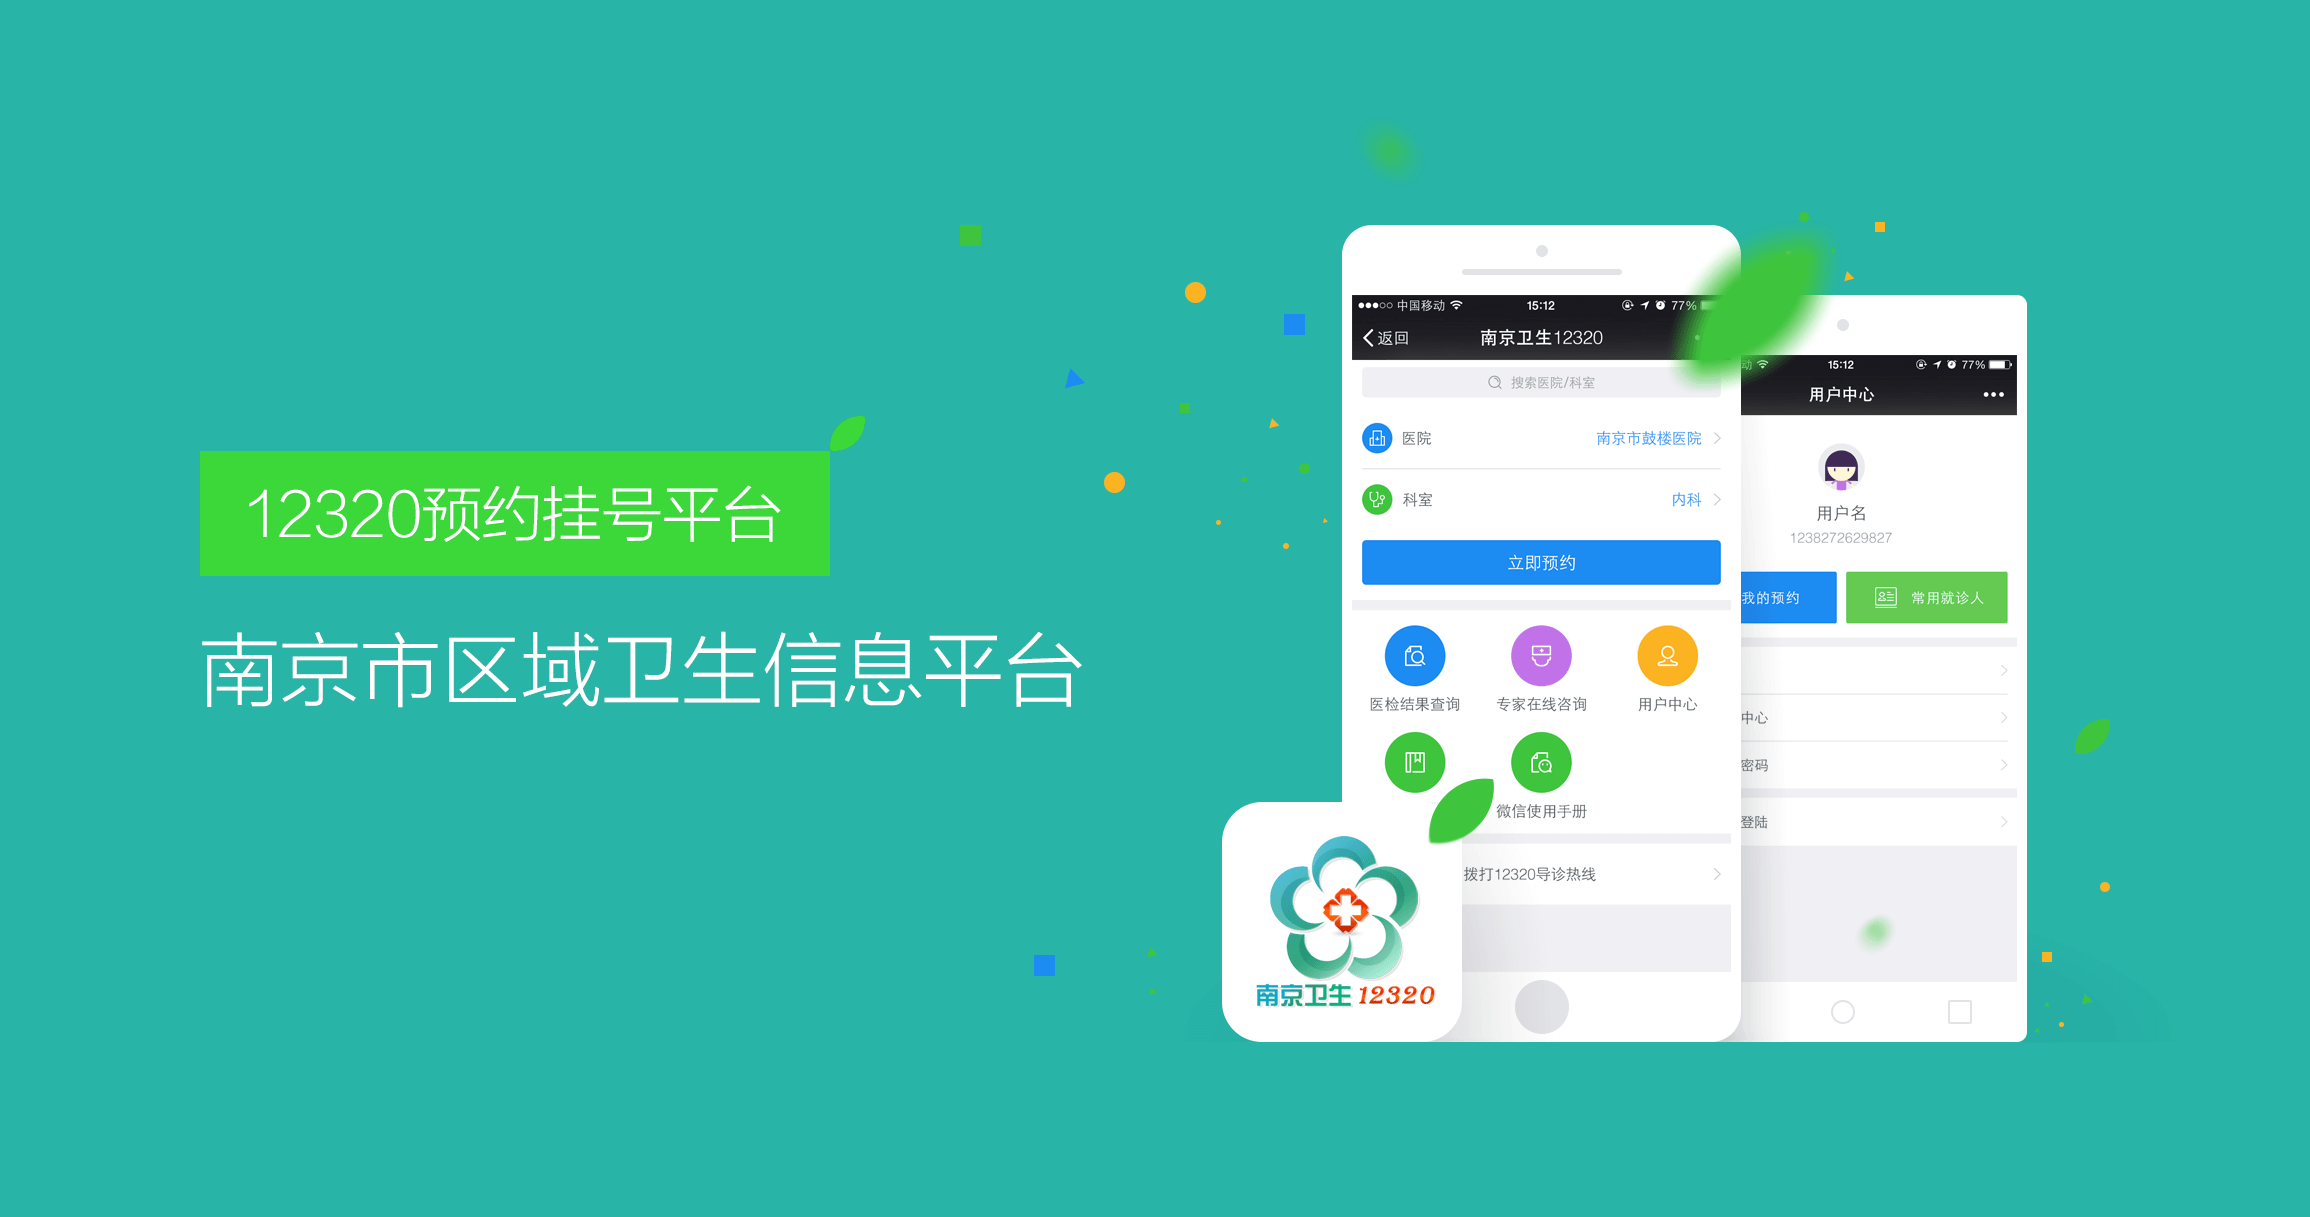 12320预约挂号平台
南京市区域卫生信息平台
中国移动 15:12 77%
返回 南京卫生12320
搜索医院/科室
医院 南京市鼓楼医院
科室 内科
立即预约
医检结果查询 专家在线咨询 用户中心
微信使用手册
拨打12320导诊热线
南京卫生 12320
动 15:12 77%
用户中心
用户名
1238272629827
我的预约 常用就诊人
中心
密码
登陆